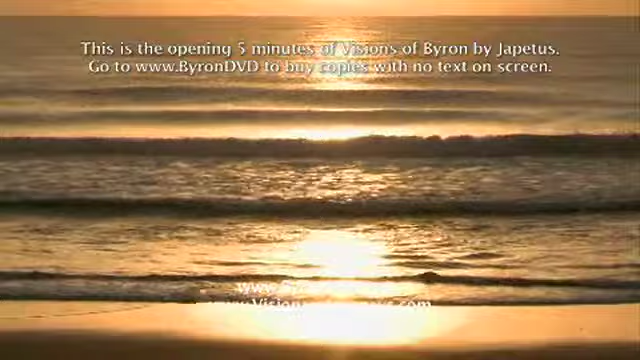 This is the opening 5 minutes of Visions of Byron by Japetus.
Go to www.ByronDVD to buy copies with no text on screen.